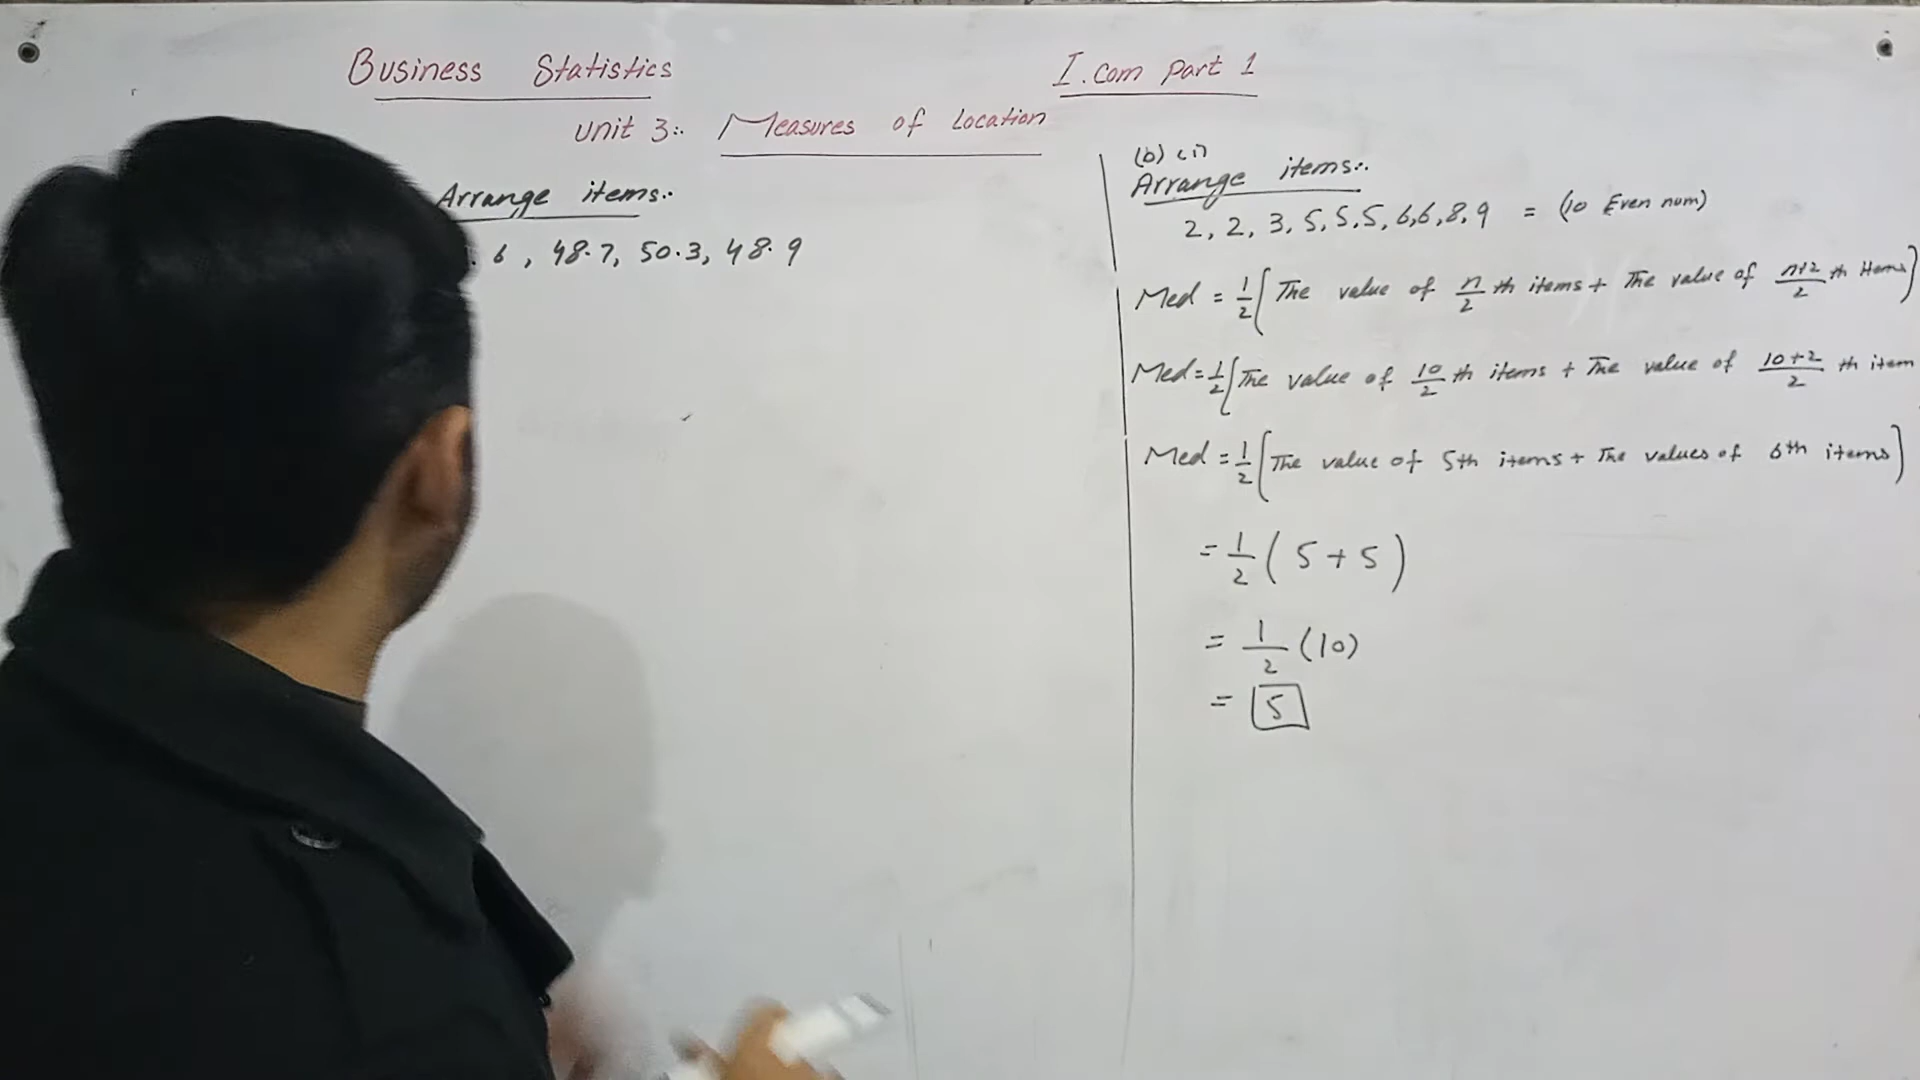 Business Statistics I.Com Part 1
Unit 3:. Measures of Location
Arrange items:.
6, 48.7, 50.3, 48.9
(b) (i)
Arrange items:.
2, 2, 3, 5, 5, 5, 6, 6, 8, 9 = (10 Even num)
Med = 1/2 (The value of n/2 th items + The value of n+2/2 th items)
Med = 1/2 (The value of 10/2 th items + The value of 10+2/2 th item
Med = 1/2 (The value of 5th items + The values of 6th items)
= 1/2 (5 + 5)
= 1/2 (10)
= 5